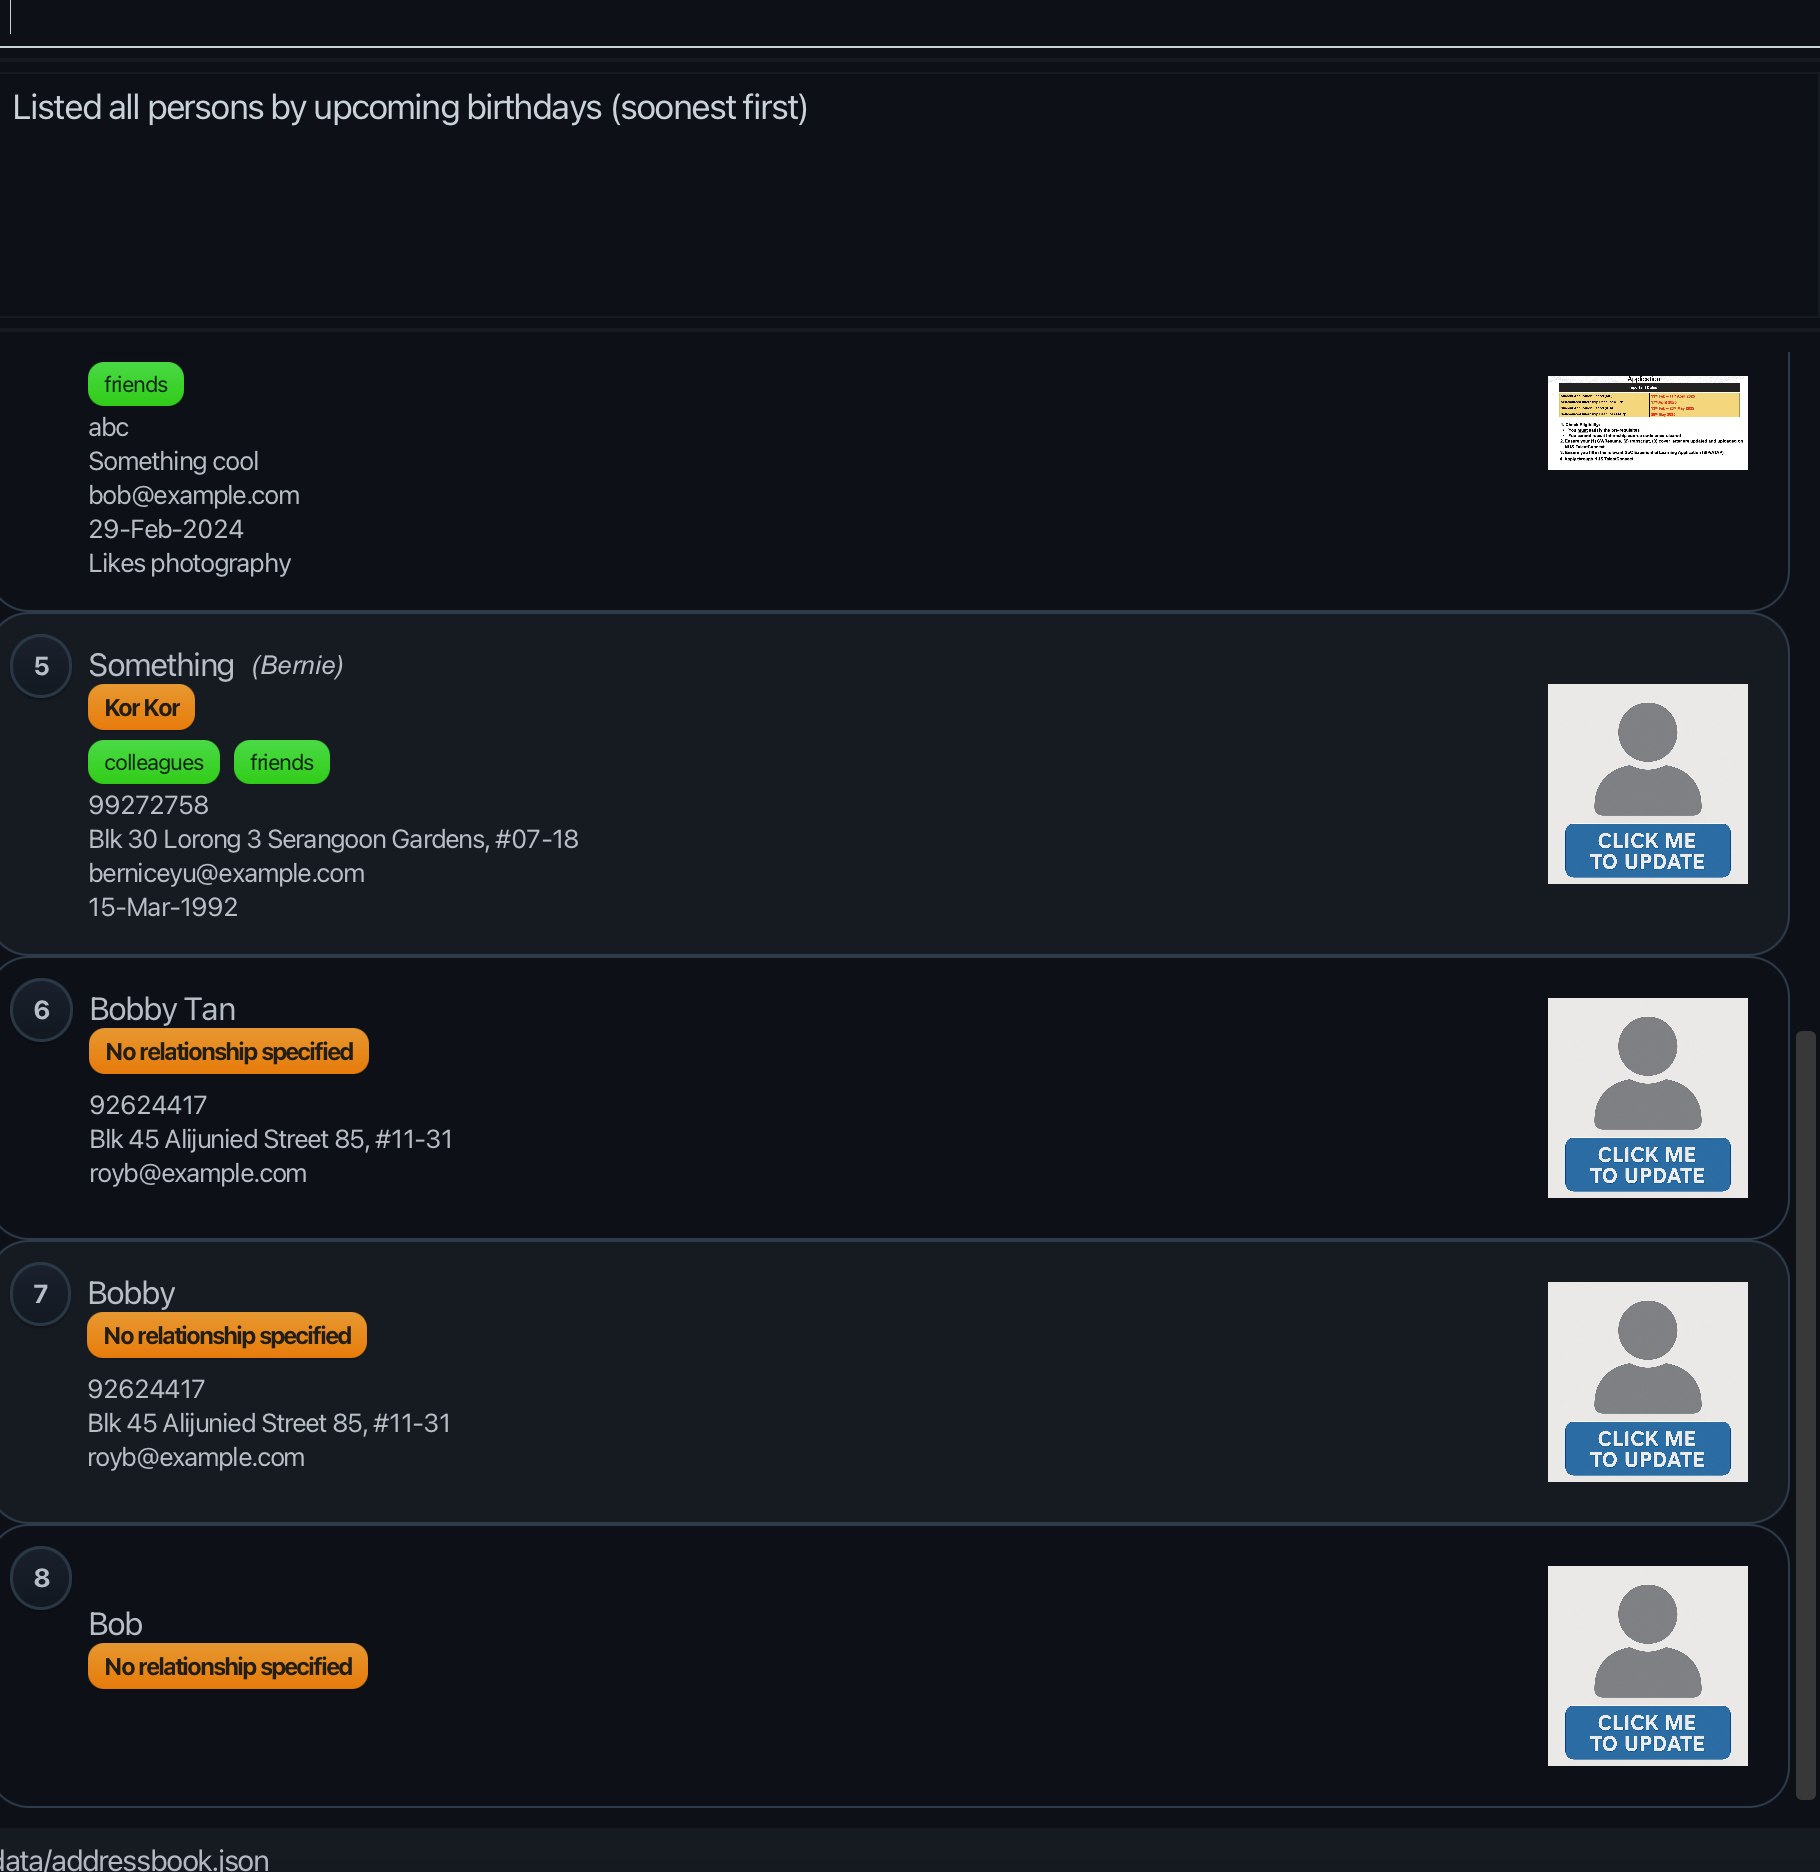 Listed all persons by upcoming birthdays (soonest first)
friends
abc
Something cool
bob@example.com
29-Feb-2024
Likes photography
Application
5
Something (Bernie)
Kor Kor
colleagues friends
99272758
Blk 30 Lorong 3 Serangoon Gardens, #07-18
berniceyu@example.com
15-Mar-1992
CLICK ME
TO UPDATE
6
Bobby Tan
No relationship specified
92624417
Blk 45 Alijunied Street 85, #11-31
royb@example.com
CLICK ME
TO UPDATE
7
Bobby
No relationship specified
92624417
Blk 45 Alijunied Street 85, #11-31
royb@example.com
CLICK ME
TO UPDATE
8
Bob
No relationship specified
CLICK ME
TO UPDATE
data/addressbook.json